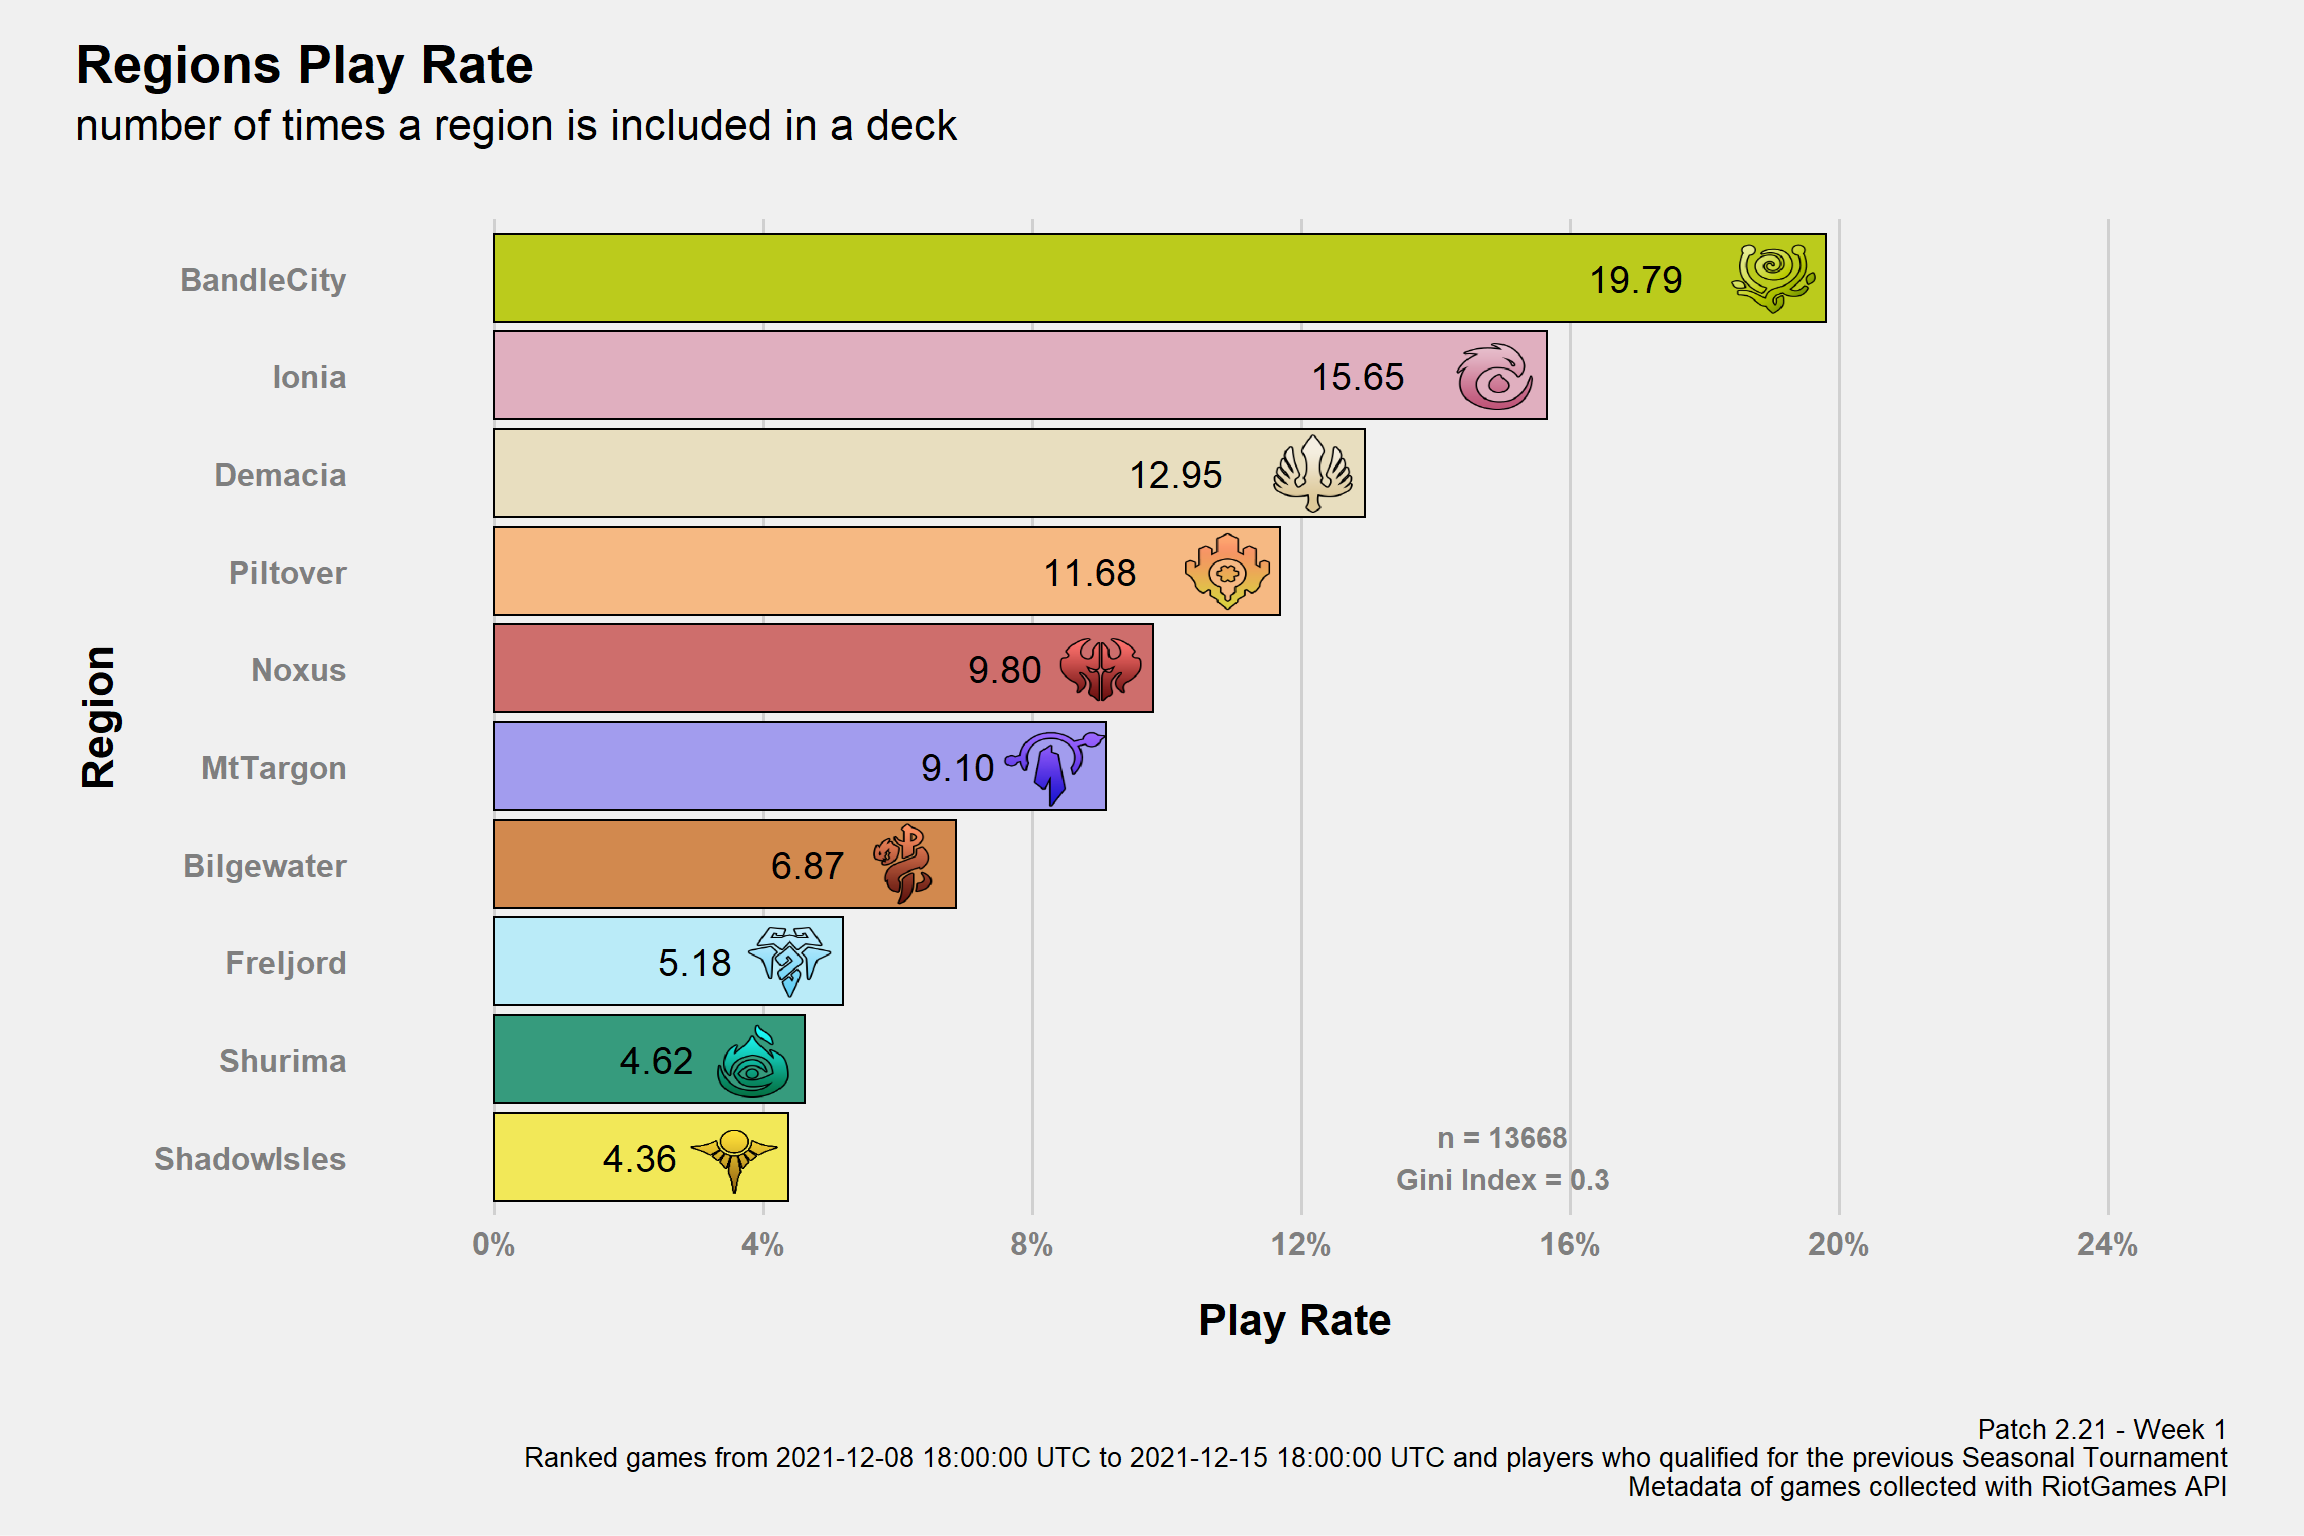 Regions Play Rate
number of times a region is included in a deck
Region
BandleCity 19.79
Ionia 15.65
Demacia 12.95
Piltover 11.68
Noxus 9.80
MtTargon 9.10
Bilgewater 6.87
Freljord 5.18
Shurima 4.62
ShadowIsles 4.36
n = 13668
Gini Index = 0.3
0% 4% 8% 12% 16% 20% 24%
Play Rate
Patch 2.21 - Week 1
Ranked games from 2021-12-08 18:00:00 UTC to 2021-12-15 18:00:00 UTC and players who qualified for the previous Seasonal Tournament
Metadata of games collected with RiotGames API